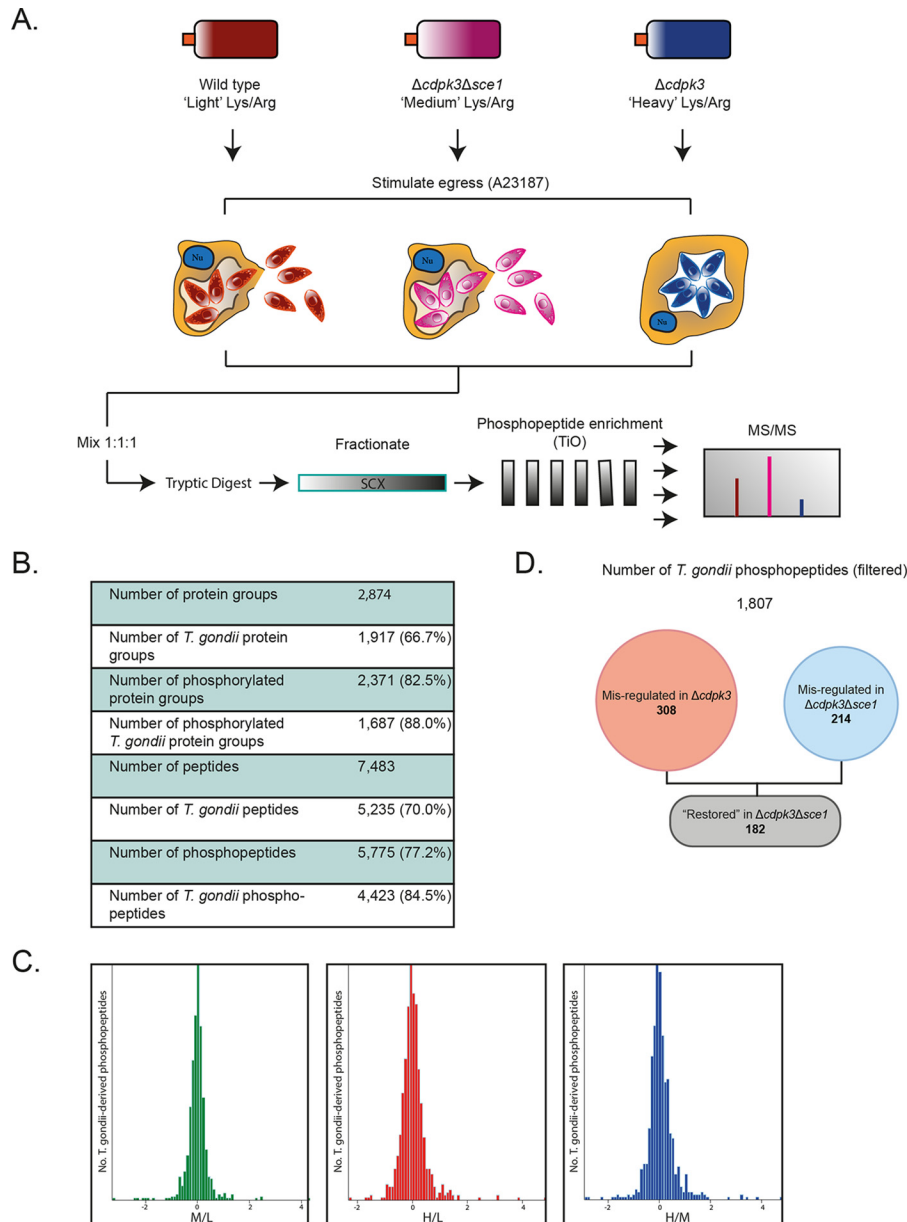 A.
Wild type
‘Light’ Lys/Arg
Δcdpk3Δsce1
‘Medium’ Lys/Arg
Δcdpk3
‘Heavy’ Lys/Arg
Stimulate egress (A23187)
Nu
Nu
Nu
Mix 1:1:1
Tryptic Digest
Fractionate
SCX
Phosphopeptide enrichment
(TiO)
MS/MS
B.
Number of protein groups 2,874
Number of T. gondii protein 1,917 (66.7%)
groups
Number of phosphorylated 2,371 (82.5%)
protein groups
Number of phosphorylated 1,687 (88.0%)
T. gondii protein groups
Number of peptides 7,483
Number of T. gondii peptides 5,235 (70.0%)
Number of phosphopeptides 5,775 (77.2%)
Number of T. gondii phospho- 4,423 (84.5%)
peptides
D.
Number of T. gondii phosphopeptides (filtered)
1,807
Mis-regulated in Δcdpk3
308
Mis-regulated in
Δcdpk3Δsce1
214
“Restored” in Δcdpk3Δsce1
182
C.
No. T. gondii-derived phosphopeptides
-2 0 2 4
M/L
No. T. gondii-derived phosphopeptides
-2 0 2 4
H/L
No. T. gondii-derived phosphopeptides
-2 0 2 4
H/M